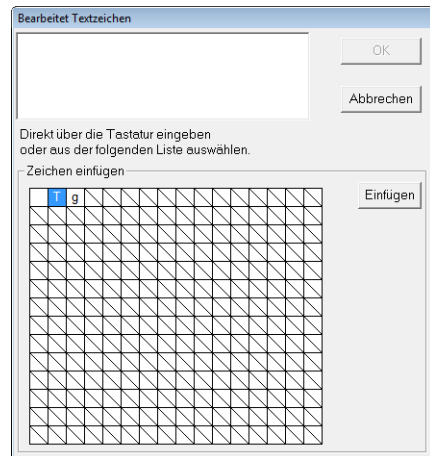 Bearbeitet Textzeichen
OK
Abbrechen
Direkt über die Tastatur eingeben
oder aus der folgenden Liste auswählen.
Zeichen einfügen
T g
Einfügen